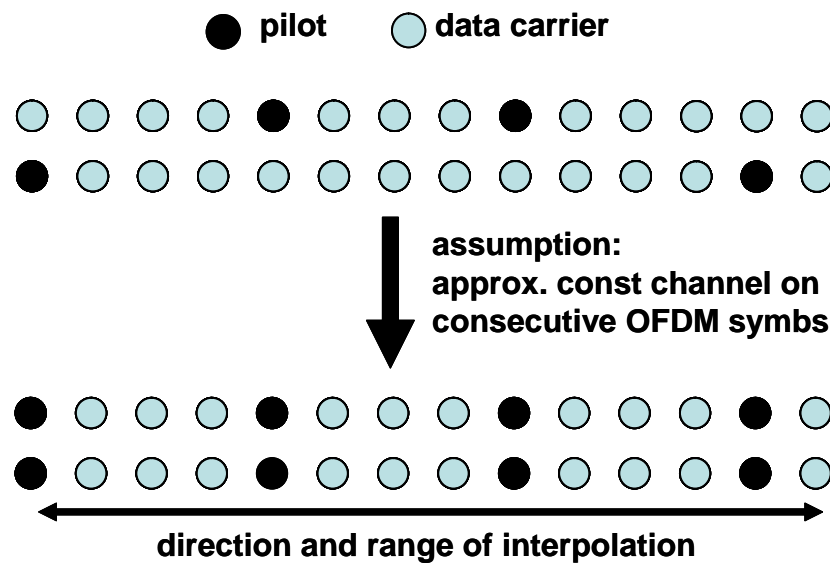 pilot data carrier
assumption:
approx. const channel on
consecutive OFDM symbs
direction and range of interpolation